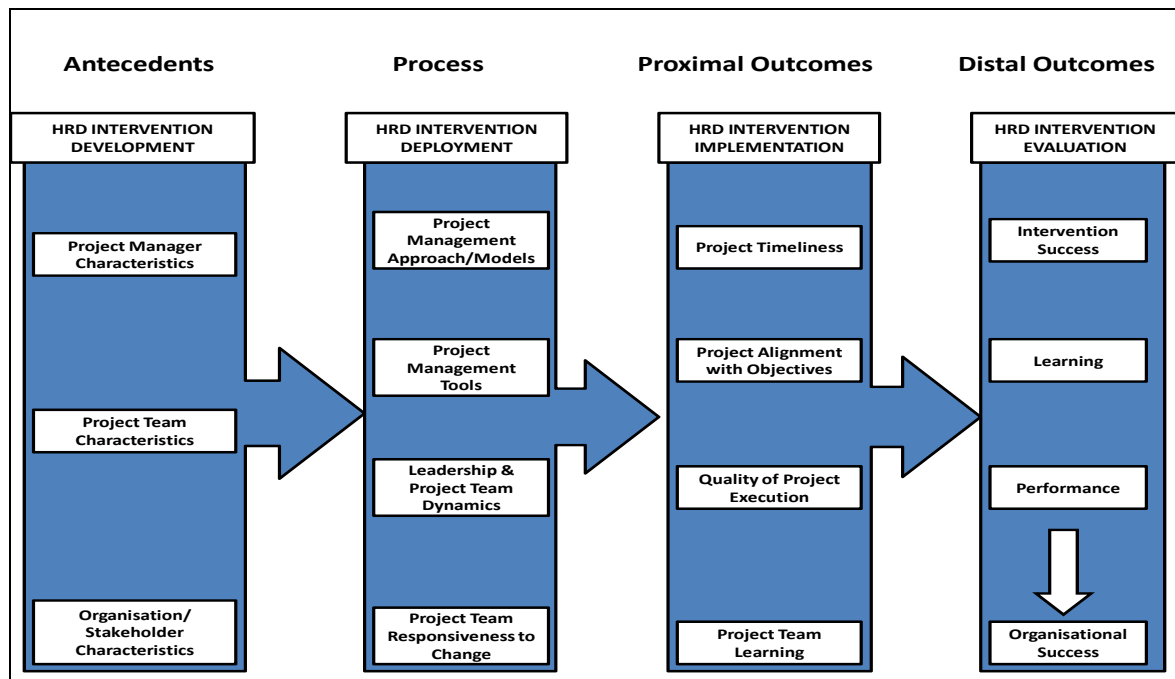 Antecedents
Process
Proximal Outcomes
Distal Outcomes
HRD INTERVENTION
DEVELOPMENT
Project Manager
Characteristics
Project Team
Characteristics
Organisation/
Stakeholder
Characteristics
HRD INTERVENTION
DEPLOYMENT
Project
Management
Approach/Models
Project
Management
Tools
Leadership &
Project Team
Dynamics
Project Team
Responsiveness to
Change
HRD INTERVENTION
IMPLEMENTATION
Project Timeliness
Project Alignment
with Objectives
Quality of Project
Execution
Project Team
Learning
HRD INTERVENTION
EVALUATION
Intervention
Success
Learning
Performance
Organisational
Success